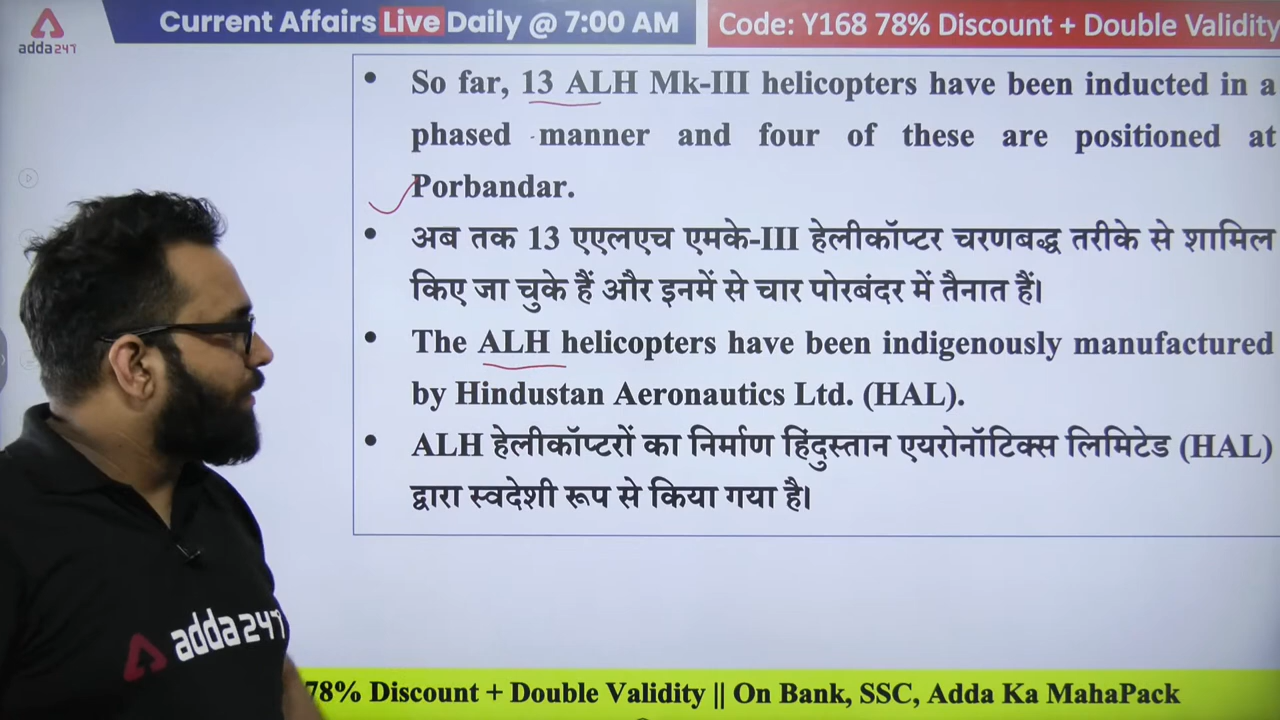 adda247
Current Affairs Live Daily @ 7:00 AM
Code: Y168 78% Discount + Double Validity
So far, 13 ALH Mk-III helicopters have been inducted in a
phased manner and four of these are positioned at
Porbandar.
अब तक 13 एएलएच एमके-III हेलीकॉप्टर चरणबद्ध तरीके से शामिल
किए जा चुके हैं और इनमें से चार पोरबंदर में तैनात हैं।
The ALH helicopters have been indigenously manufactured
by Hindustan Aeronautics Ltd. (HAL).
ALH हेलीकॉप्टरों का निर्माण हिंदुस्तान एयरोनॉटिक्स लिमिटेड (HAL)
द्वारा स्वदेशी रूप से किया गया है।
adda247
78% Discount + Double Validity || On Bank, SSC, Adda Ka MahaPack